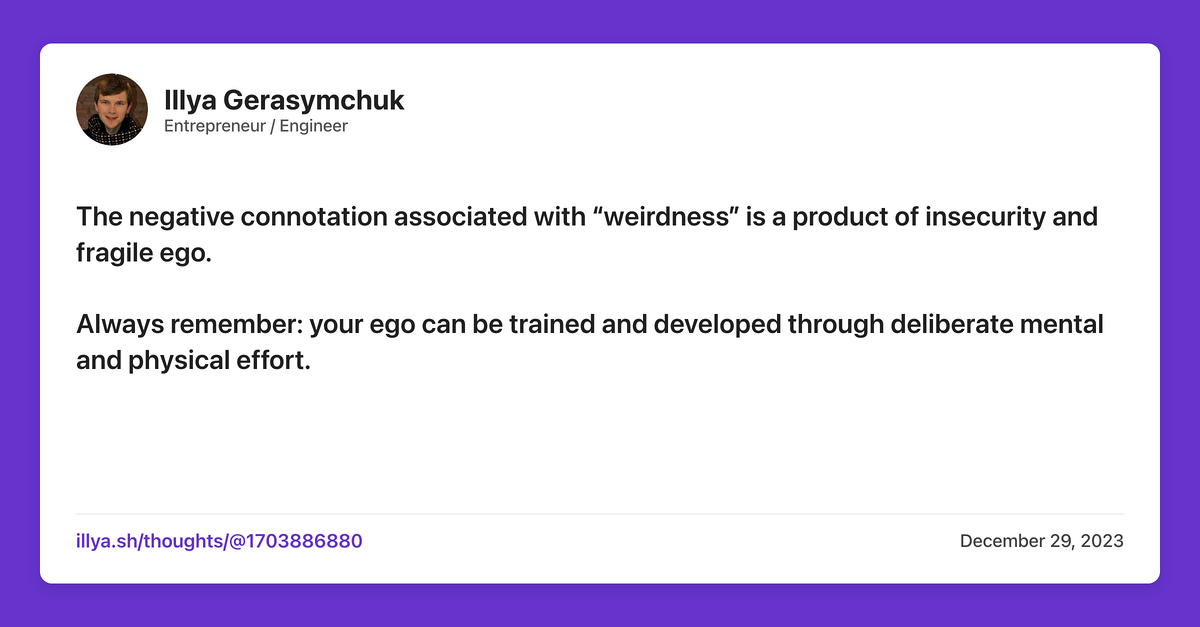 Illya Gerasymchuk
Entrepreneur / Engineer
The negative connotation associated with “weirdness” is a product of insecurity and
fragile ego.
Always remember: your ego can be trained and developed through deliberate mental
and physical effort.
illya.sh/thoughts/@1703886880
December 29, 2023